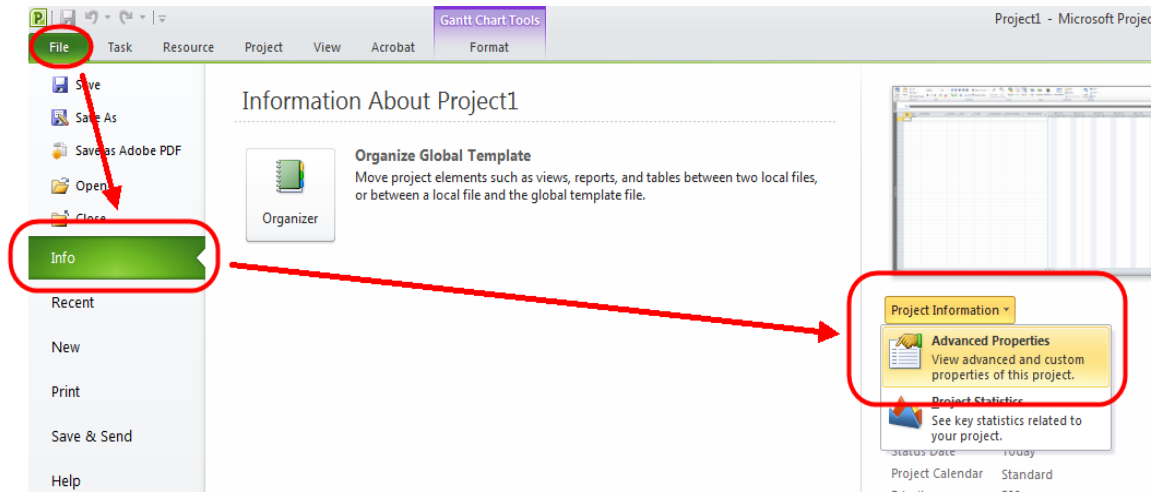 Gantt Chart Tools
Project1 - Microsoft Projec
File Task Resource Project View Acrobat Format
Save
Save As
Save as Adobe PDF
Open
Close
Info
Recent
New
Print
Save & Send
Help
Information About Project1
Organizer
Organize Global Template
Move project elements such as views, reports, and tables between two local files,
or between a local file and the global template file.
Project Information
Advanced Properties
View advanced and custom
properties of this project.
Project Statistics
See key statistics related to
your project.
Status Date Today
Project Calendar Standard